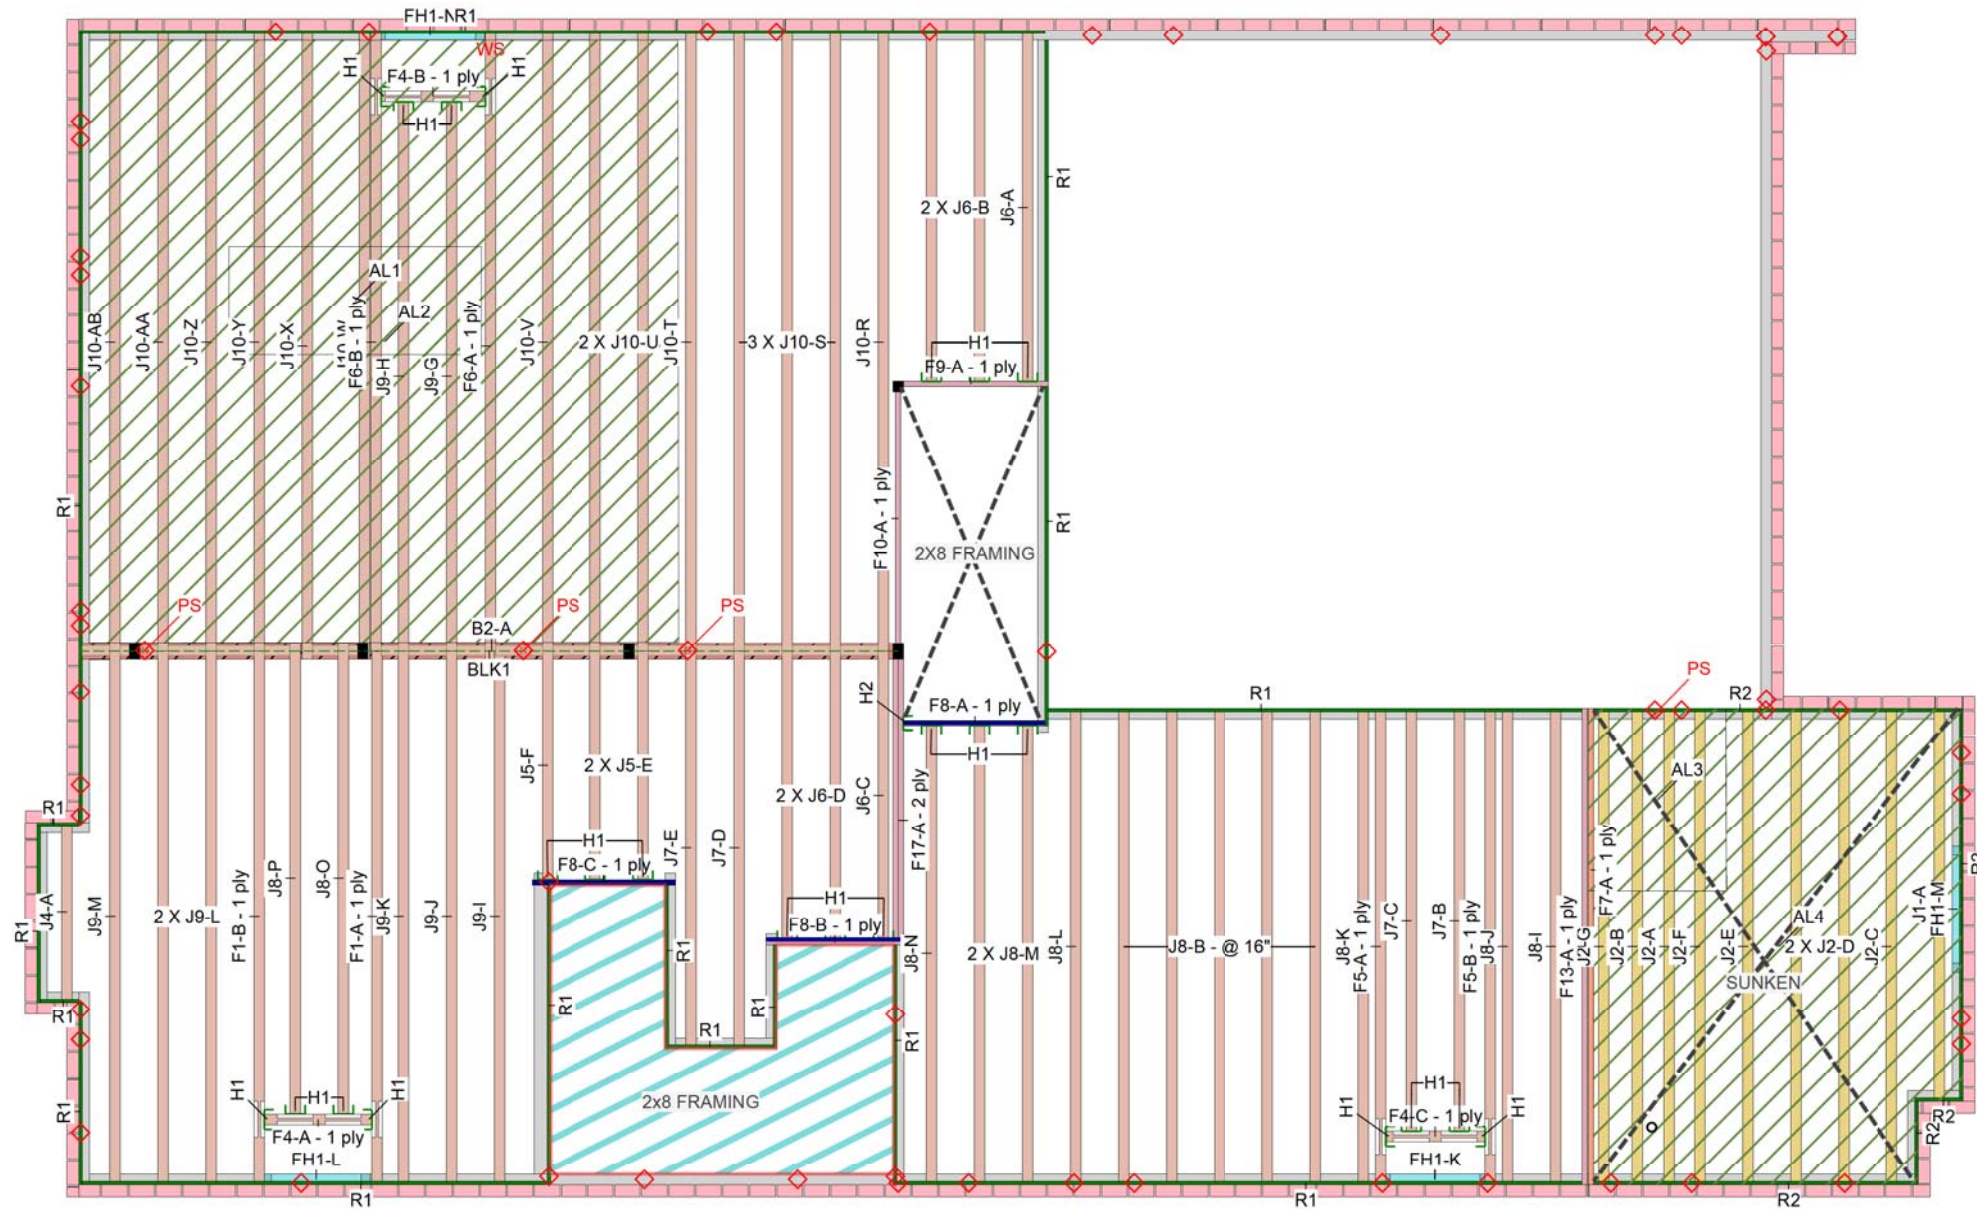 FH1-NR1
WS
H1
F4-B - 1 ply
H1
H1
R1
2 X J6-B
J6-A
AL1
AL2
J10-AB
J10-AA
J10-Z
J10-Y
J10-X
J10-W
F6-B - 1 ply
J9-H
J9-G
F6-A - 1 ply
J10-V
2 X J10-U
J10-T
3 X J10-S
J10-R
H1
F9-A - 1 ply
R1
F10-A - 1 ply
R1
2X8 FRAMING
PS
PS
PS
B2-A
BLK1
H2
F8-A - 1 ply
H1
R1
R2
PS
J5-F
2 X J5-E
2 X J6-D
J6-C
F17-A - 2 ply
AL3
R1
H1
F8-C - 1 ply
J7-E
J7-D
R1
J4-A
J9-M
2 X J9-L
F1-B - 1 ply
J8-P
J8-O
F1-A - 1 ply
J9-K
J9-J
J9-I
H1
F8-B - 1 ply
J8-N
2 X J8-M
J8-L
J8-B - @ 16"
J8-K
F5-A - 1 ply
J7-C
J7-B
F5-B - 1 ply
J8-J
J8-I
F13-A - 1 ply
J2-G
F7-A - 1 ply
J2-B
J2-A
J2-F
J2-E
AL4
2 X J2-D
J2-C
J1-A
FH1-M
SUNKEN
R1
R1
R1
R1
R1
R1
R1
2x8 FRAMING
H1
H1
H1
F4-A - 1 ply
FH1-L
R1
H1
H1
F4-C - 1 ply
H1
FH1-K
R1
R2
R2
R2